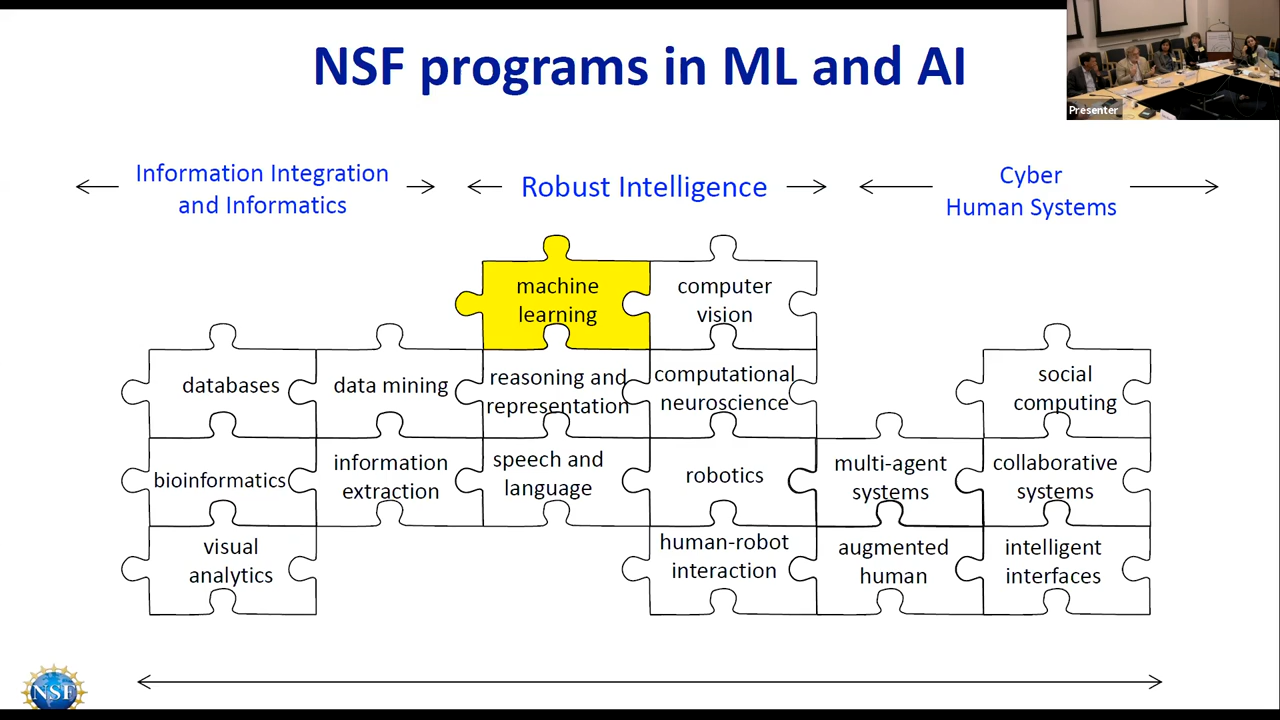 NSF programs in ML and AI
Presenter
Information Integration
and Informatics
Robust Intelligence
Cyber
Human Systems
machine
learning
computer
vision
databases
data mining
reasoning and
representation
computational
neuroscience
social
computing
bioinformatics
information
extraction
speech and
language
robotics
multi-agent
systems
collaborative
systems
visual
analytics
human-robot
interaction
augmented
human
intelligent
interfaces
NSF